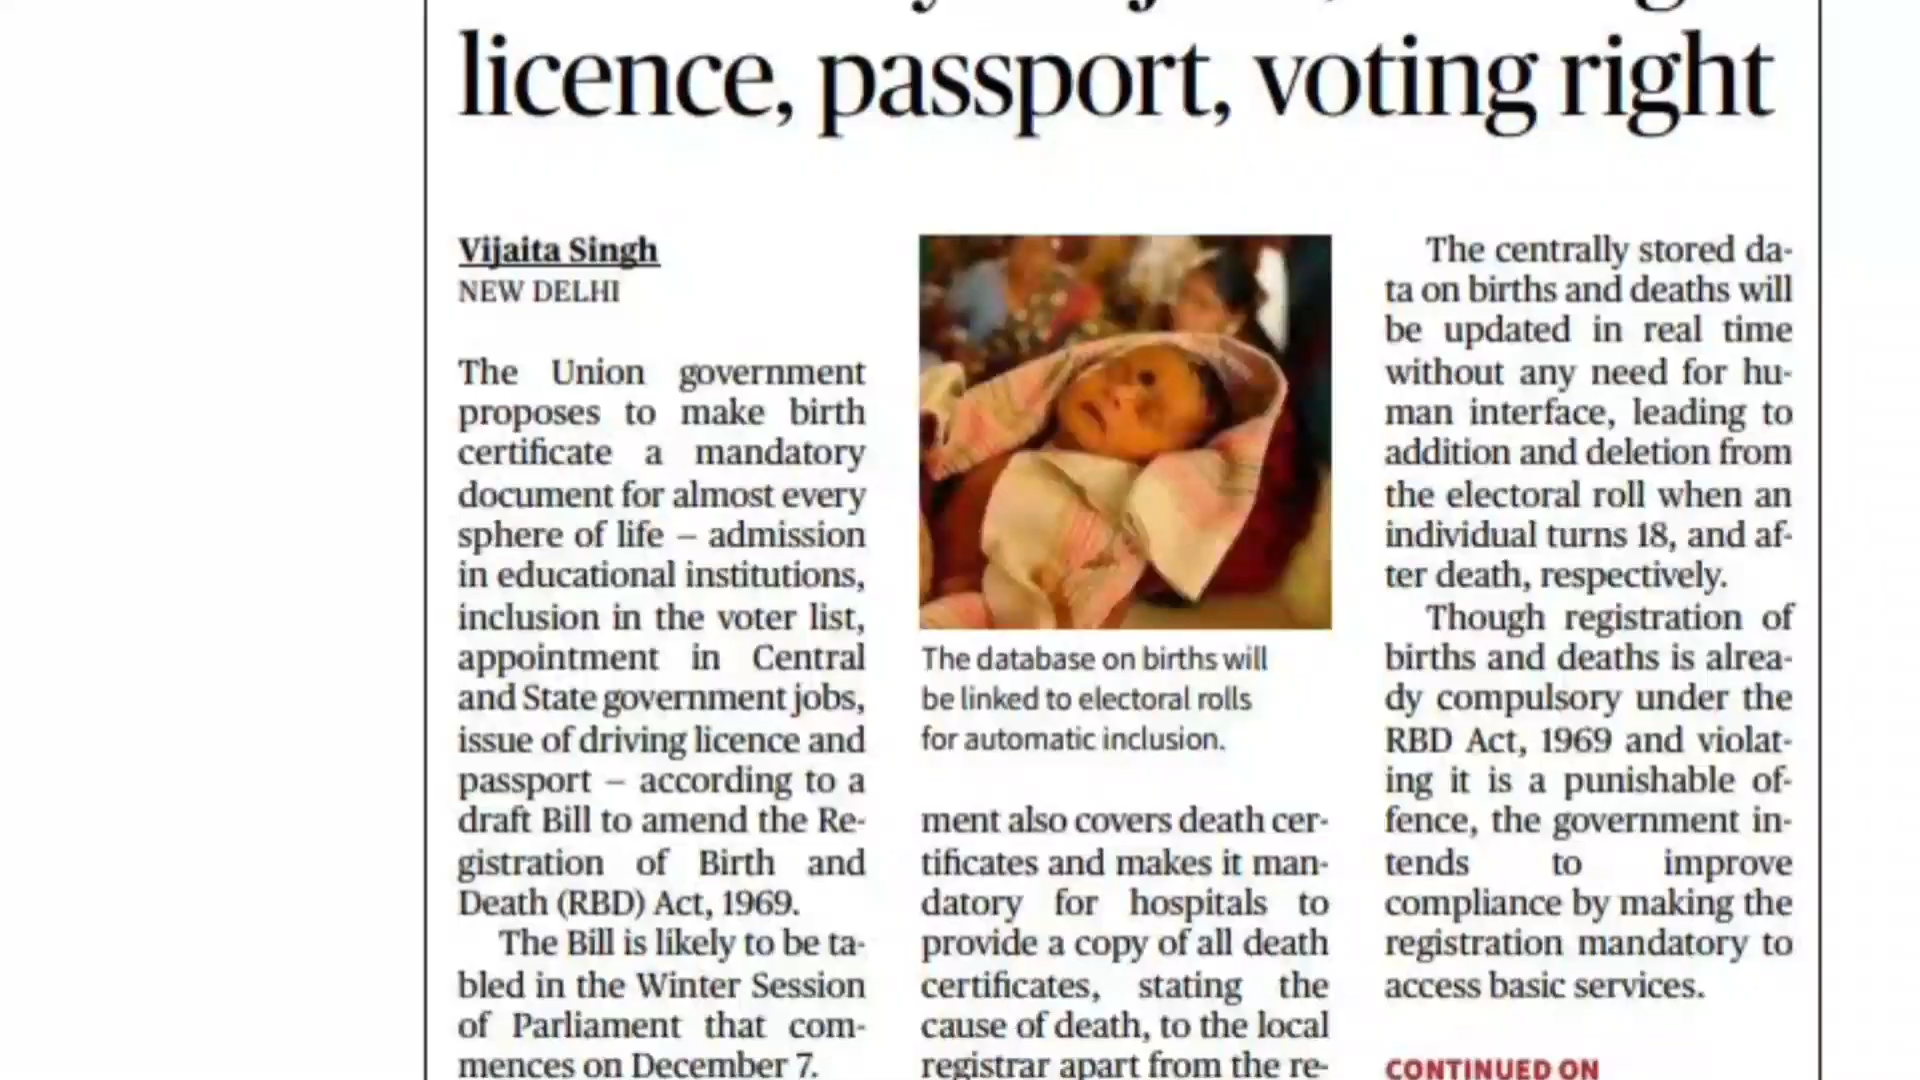 licence, passport, voting right
Vijaita Singh
NEW DELHI
The Union government
proposes to make birth
certificate a mandatory
document for almost every
sphere of life – admission
in educational institutions,
inclusion in the voter list,
appointment in Central
and State government jobs,
issue of driving licence and
passport – according to a
draft Bill to amend the Re-
gistration of Birth and
Death (RBD) Act, 1969.
The Bill is likely to be ta-
bled in the Winter Session
of Parliament that com-
mences on December 7.
The database on births will
be linked to electoral rolls
for automatic inclusion.
ment also covers death cer-
tificates and makes it man-
datory for hospitals to
provide a copy of all death
certificates, stating the
cause of death, to the local
registrar apart from the re-
The centrally stored da-
ta on births and deaths will
be updated in real time
without any need for hu-
man interface, leading to
addition and deletion from
the electoral roll when an
individual turns 18, and af-
ter death, respectively.
Though registration of
births and deaths is alrea-
dy compulsory under the
RBD Act, 1969 and violat-
ing it is a punishable of-
fence, the government in-
tends to improve
compliance by making the
registration mandatory to
access basic services.
CONTINUED ON